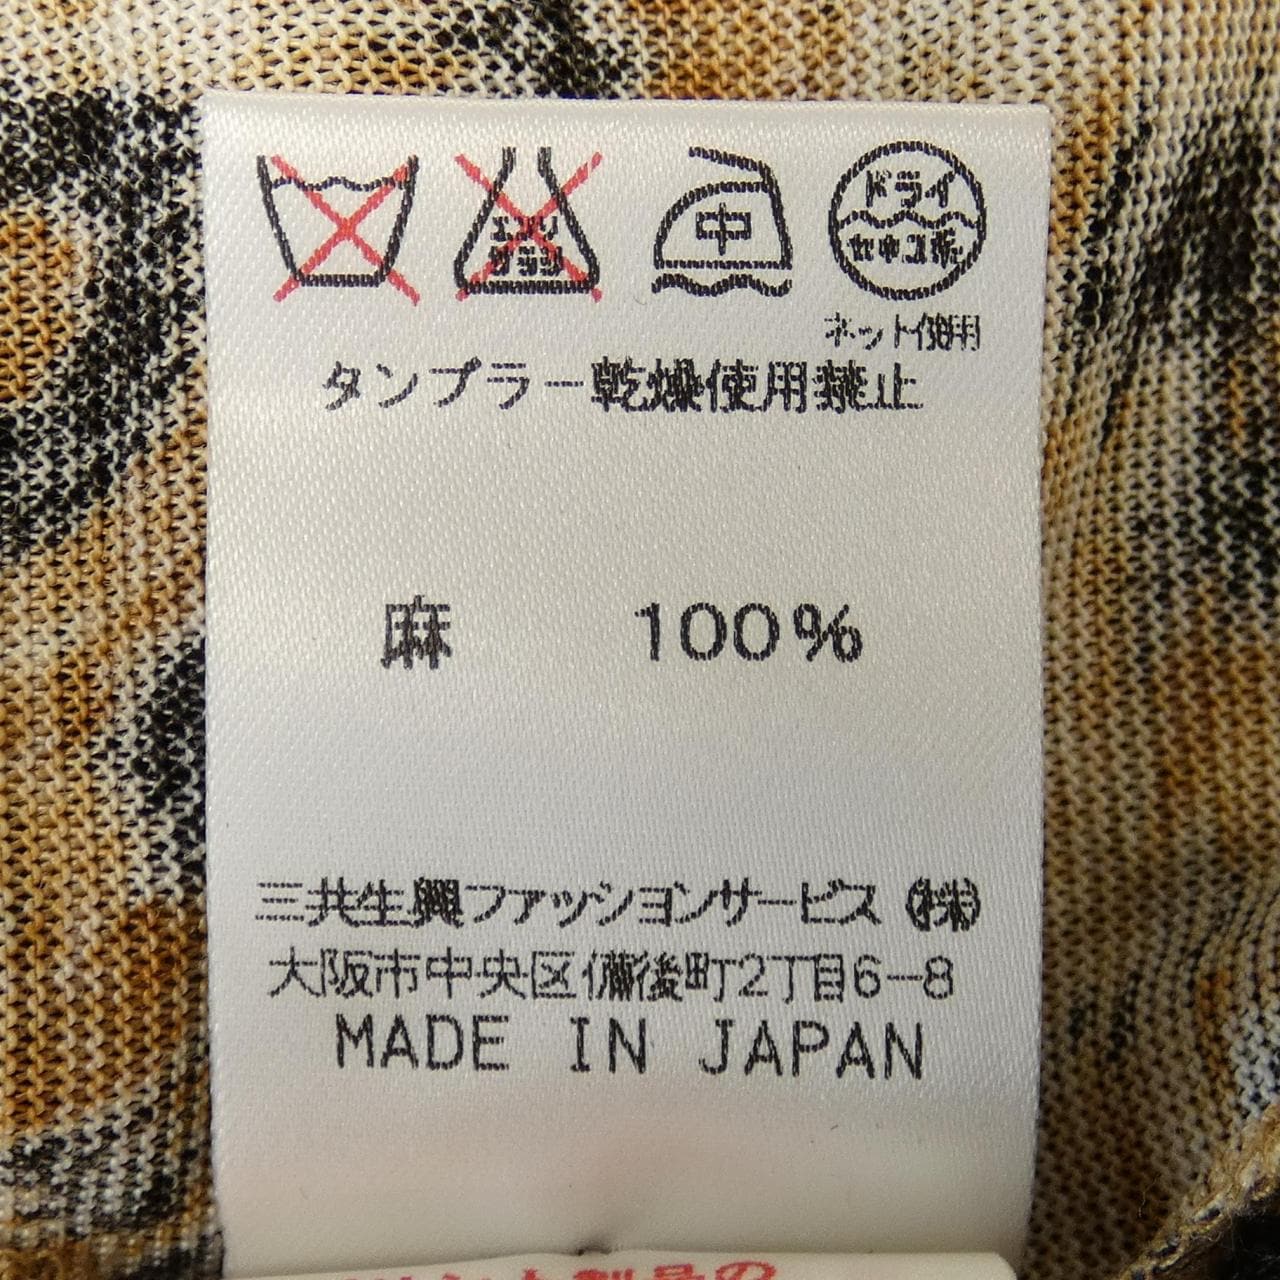 エンソ サラシ 中 ドライ セキユ系
ネット使用
タンブラー乾燥使用禁止
麻 100%
三共生興ファッションサービス(株)
大阪市中央区備後町2丁目6-8
MADE IN JAPAN
製品の